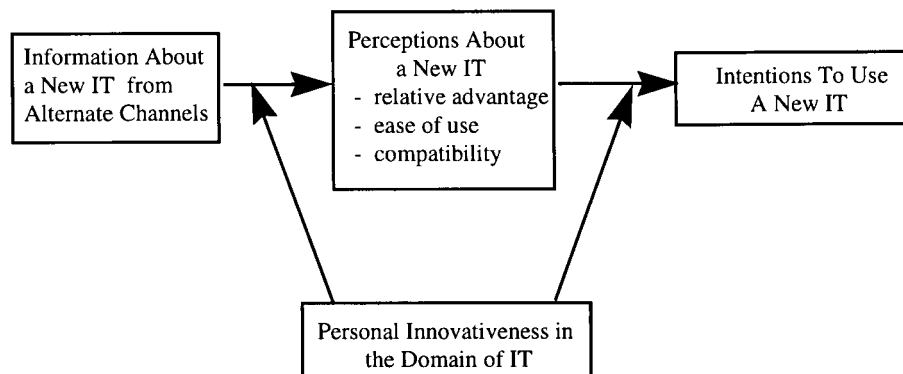 Information About
a New IT from
Alternate Channels
Perceptions About
a New IT
- relative advantage
- ease of use
- compatibility
Intentions To Use
A New IT
Personal Innovativeness in
the Domain of IT